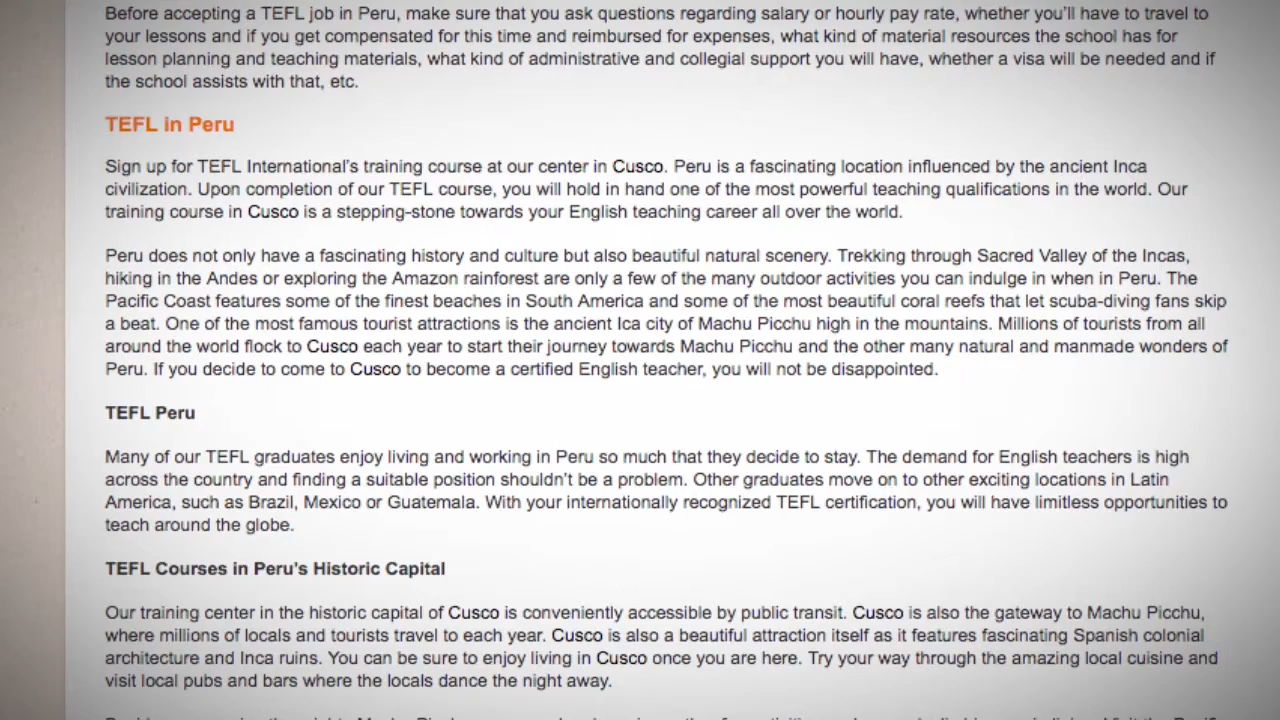 Before accepting a TEFL job in Peru, make sure that you ask questions regarding salary or hourly pay rate, whether you'll have to travel to
your lessons and if you get compensated for this time and reimbursed for expenses, what kind of material resources the school has for
lesson planning and teaching materials, what kind of administrative and collegial support you will have, whether a visa will be needed and if
the school assists with that, etc.
TEFL in Peru
Sign up for TEFL International's training course at our center in Cusco. Peru is a fascinating location influenced by the ancient Inca
civilization. Upon completion of our TEFL course, you will hold in hand one of the most powerful teaching qualifications in the world. Our
training course in Cusco is a stepping-stone towards your English teaching career all over the world.
Peru does not only have a fascinating history and culture but also beautiful natural scenery. Trekking through Sacred Valley of the Incas,
hiking in the Andes or exploring the Amazon rainforest are only a few of the many outdoor activities you can indulge in when in Peru. The
Pacific Coast features some of the finest beaches in South America and some of the most beautiful coral reefs that let scuba-diving fans skip
a beat. One of the most famous tourist attractions is the ancient Ica city of Machu Picchu high in the mountains. Millions of tourists from all
around the world flock to Cusco each year to start their journey towards Machu Picchu and the other many natural and manmade wonders of
Peru. If you decide to come to Cusco to become a certified English teacher, you will not be disappointed.
TEFL Peru
Many of our TEFL graduates enjoy living and working in Peru so much that they decide to stay. The demand for English teachers is high
across the country and finding a suitable position shouldn't be a problem. Other graduates move on to other exciting locations in Latin
America, such as Brazil, Mexico or Guatemala. With your internationally recognized TEFL certification, you will have limitless opportunities to
teach around the globe.
TEFL Courses in Peru's Historic Capital
Our training center in the historic capital of Cusco is conveniently accessible by public transit. Cusco is also the gateway to Machu Picchu,
where millions of locals and tourists travel to each year. Cusco is also a beautiful attraction itself as it features fascinating Spanish colonial
architecture and Inca ruins. You can be sure to enjoy living in Cusco once you are here. Try your way through the amazing local cuisine and
visit local pubs and bars where the locals dance the night away.